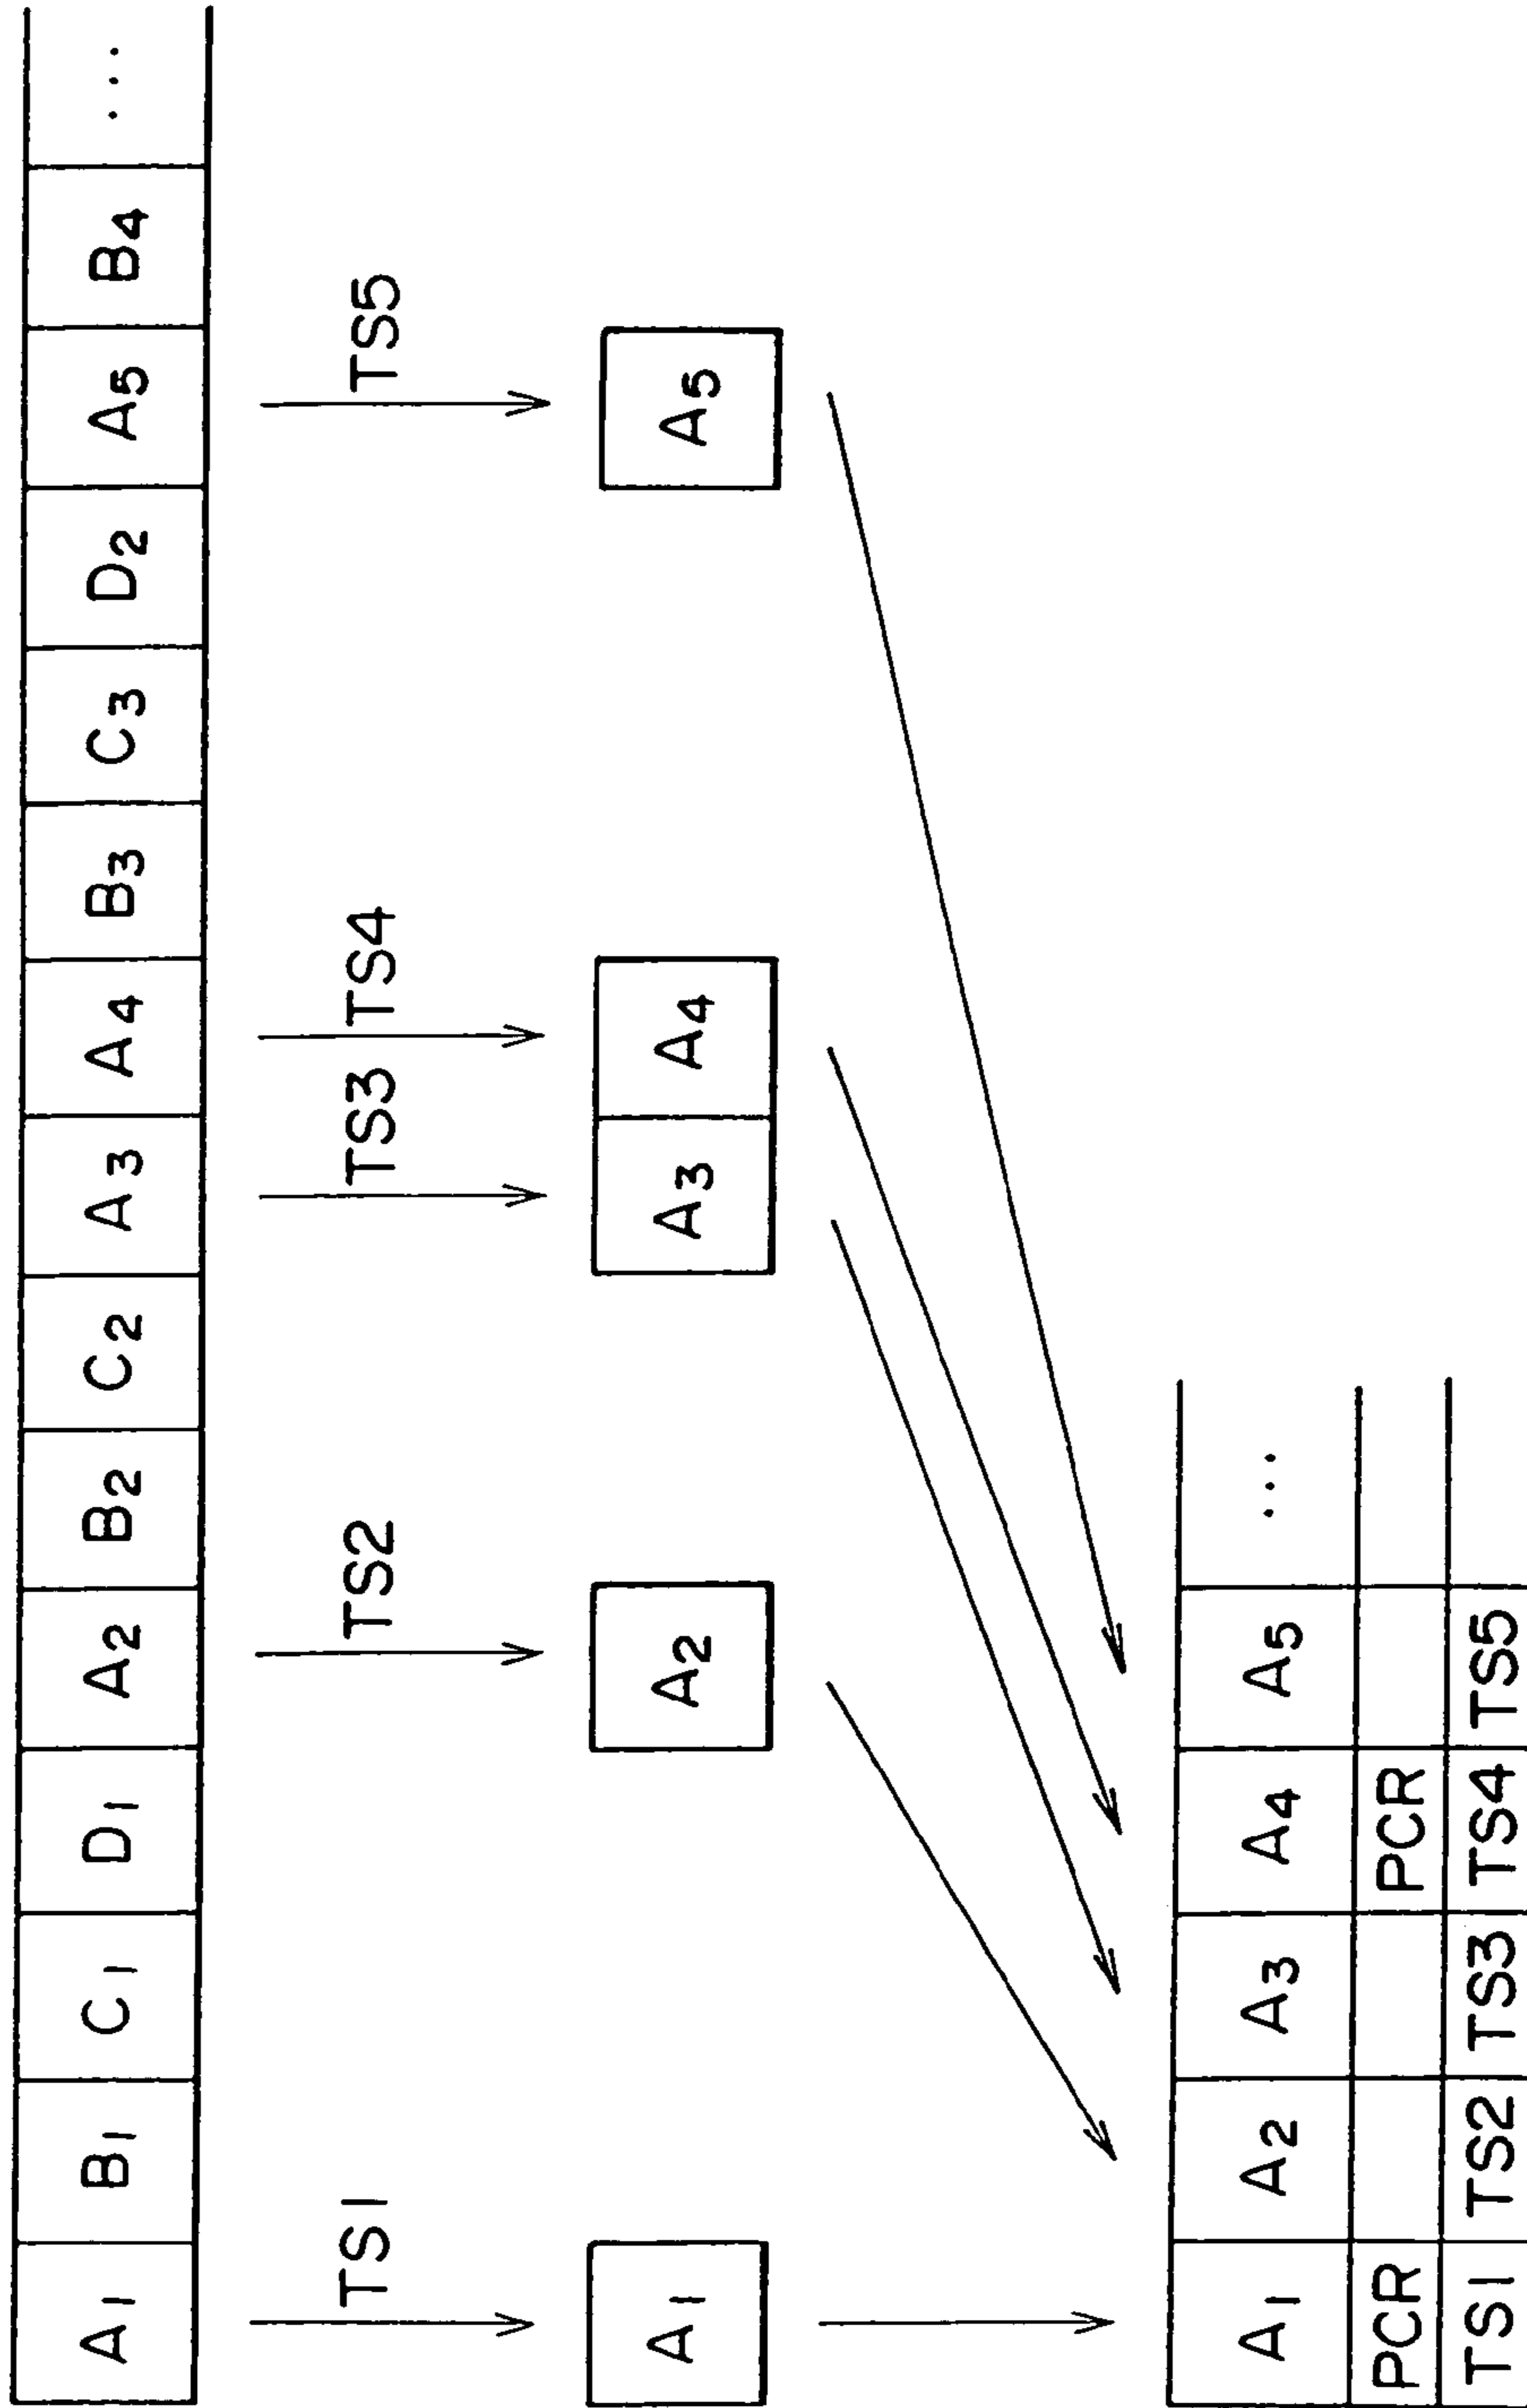 A1 B1 C1 D1 A2 B2 C2 A3 A4 B3 C3 D2 A5 B4 ...
TS1 TS2 TS3 TS4 TS5
A1 A2 A3 A4 A5
A1 A2 A3 A4 A5 ...
PCR PCR
TS1 TS2 TS3 TS4 TS5